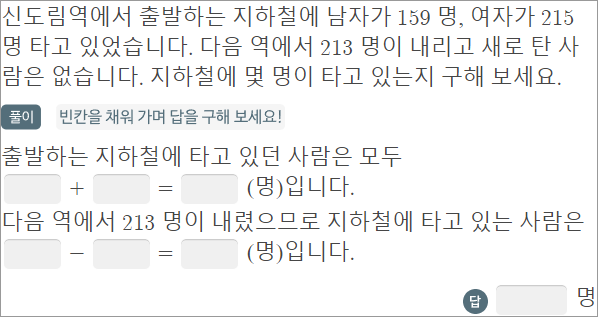 신도림역에서 출발하는 지하철에 남자가 159 명, 여자가 215
명 타고 있었습니다. 다음 역에서 213 명이 내리고 새로 탄 사
람은 없습니다. 지하철에 몇 명이 타고 있는지 구해 보세요.
풀이 빈칸을 채워 가며 답을 구해 보세요!
출발하는 지하철에 타고 있던 사람은 모두
+ = (명)입니다.
다음 역에서 213 명이 내렸으므로 지하철에 타고 있는 사람은
− = (명)입니다.
답 명